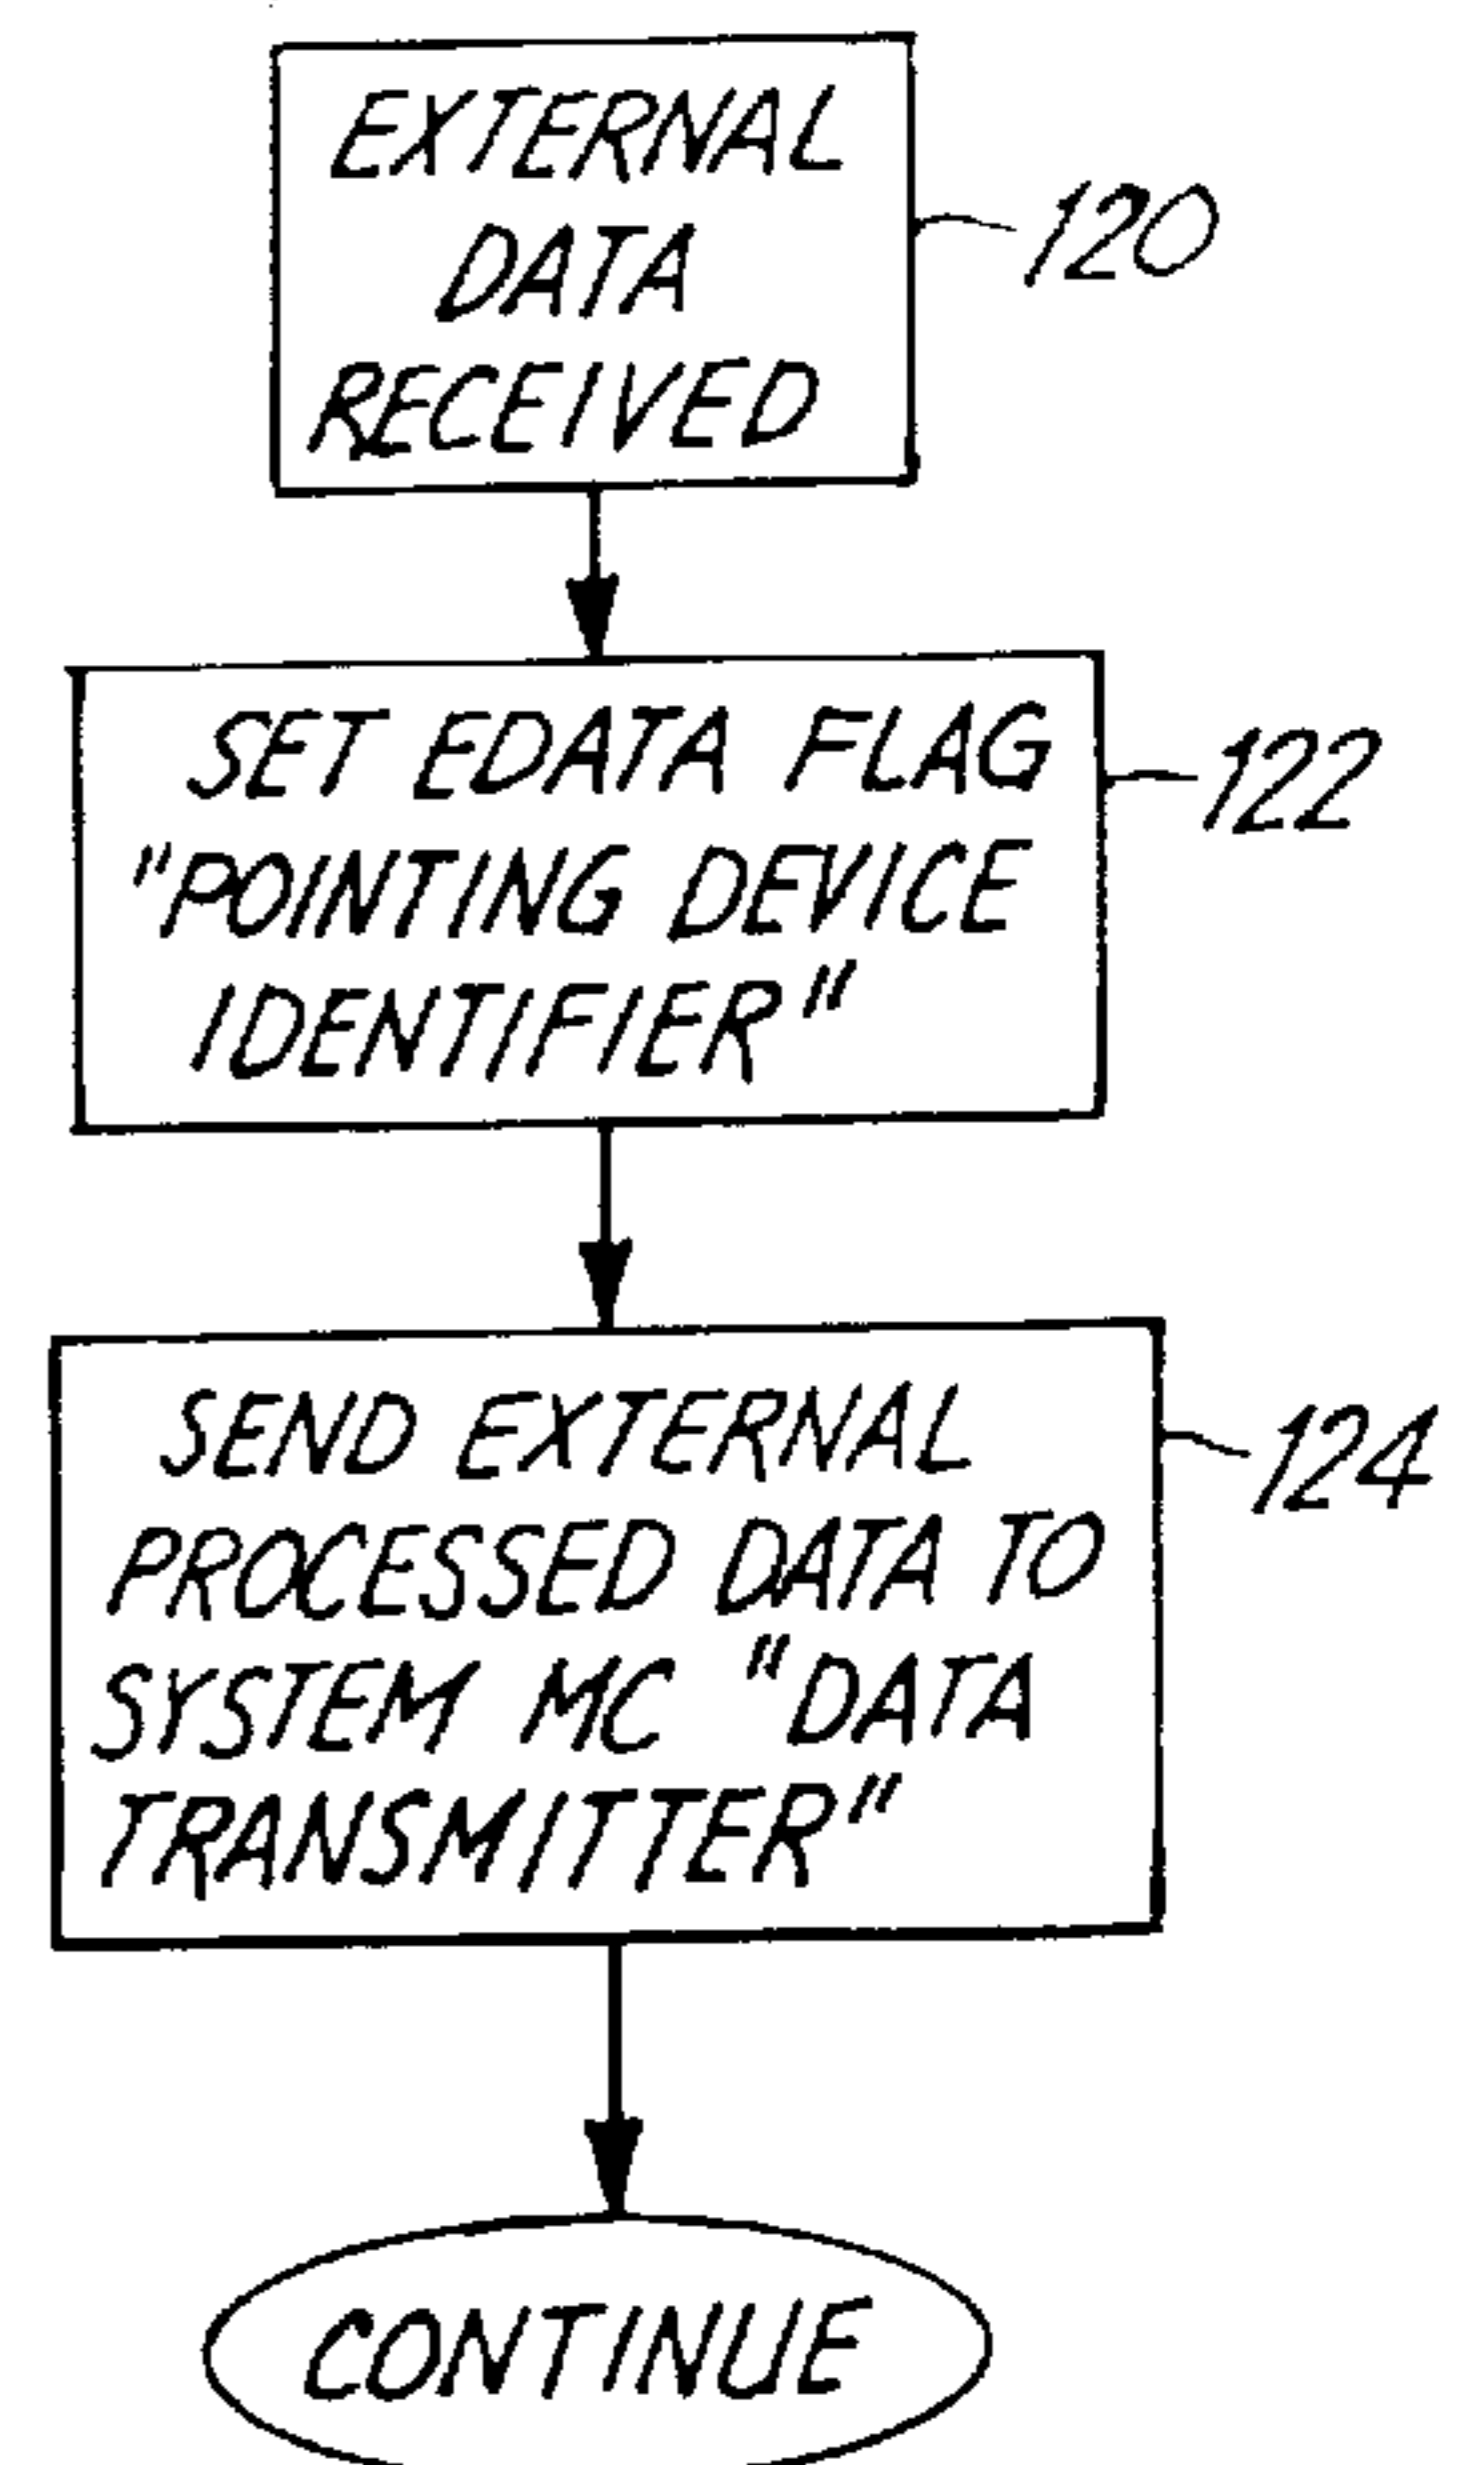 EXTERNAL
DATA
RECEIVED
120
SET EDATA FLAG
"POINTING DEVICE
IDENTIFIER"
122
SEND EXTERNAL
PROCESSED DATA TO
SYSTEM MC "DATA
TRANSMITTER"
124
CONTINUE